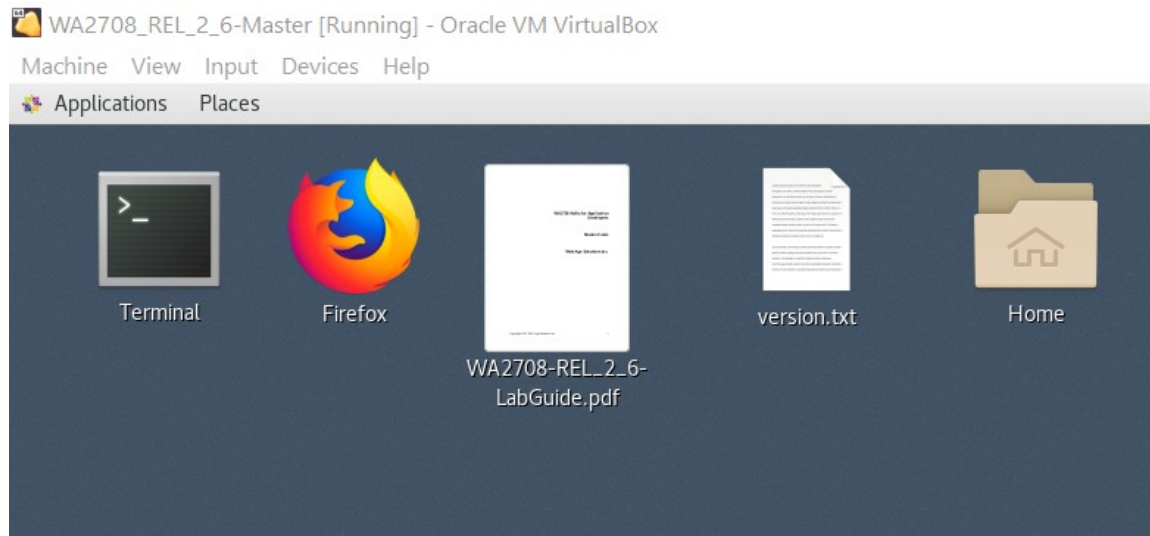 WA2708_REL_2_6-Master [Running] - Oracle VM VirtualBox
Machine View Input Devices Help
Applications Places
>_
Terminal
Firefox
WA2708-REL_2_6-
LabGuide.pdf
version.txt
Home